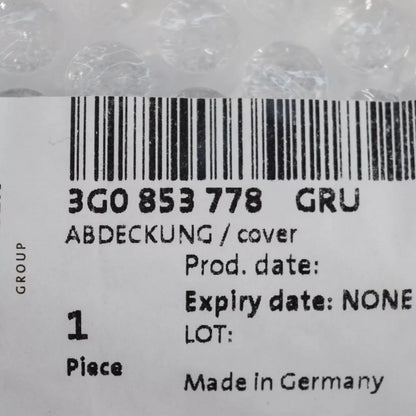 3G0 853 778 GRU
ABDECKUNG / cover
Prod. date:
Expiry date: NONE
LOT:
1
Piece
Made in Germany
GROUP